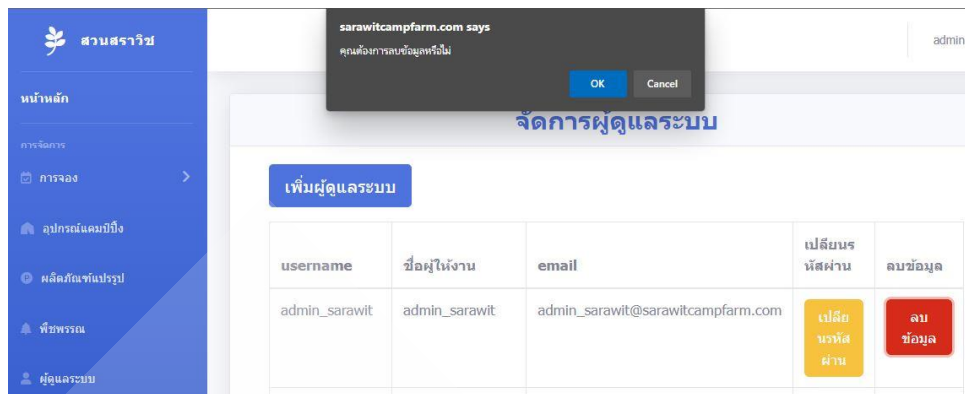 sarawitcampfarm.com says
คุณต้องการลบข้อมูลหรือไม่
OK
Cancel
สวนสราวิช
admin
หน้าหลัก
การจัดการ
การจอง
อุปกรณ์แคมป์ปิ้ง
ผลิตภัณฑ์แปรรูป
พืชพรรณ
ผู้ดูแลระบบ
จัดการผู้ดูแลระบบ
เพิ่มผู้ดูแลระบบ
username
ชื่อผู้ใช้งาน
email
เปลี่ยนร
หัสผ่าน
ลบข้อมูล
admin_sarawit
admin_sarawit
admin_sarawit@sarawitcampfarm.com
เปลี่ย
นรหัส
ผ่าน
ลบ
ข้อมูล